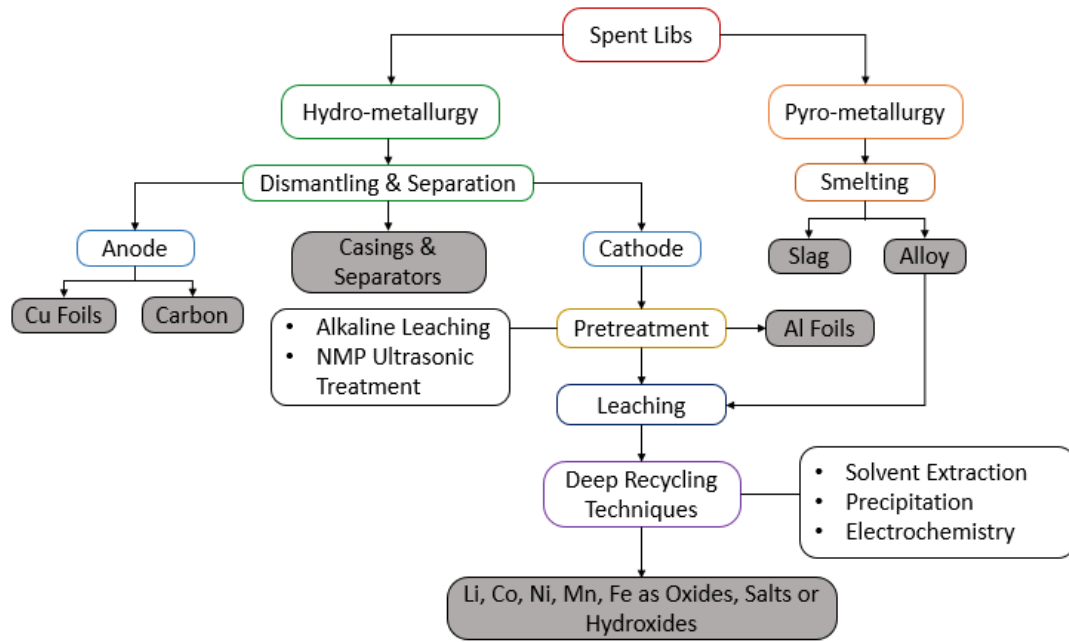 Spent Libs
Hydro-metallurgy
Pyro-metallurgy
Dismantling & Separation
Smelting
Anode
Casings &
Separators
Cathode
Slag
Alloy
Cu Foils
Carbon
• Alkaline Leaching
• NMP Ultrasonic
Treatment
Pretreatment
Al Foils
Leaching
Deep Recycling
Techniques
• Solvent Extraction
• Precipitation
• Electrochemistry
Li, Co, Ni, Mn, Fe as Oxides, Salts or
Hydroxides